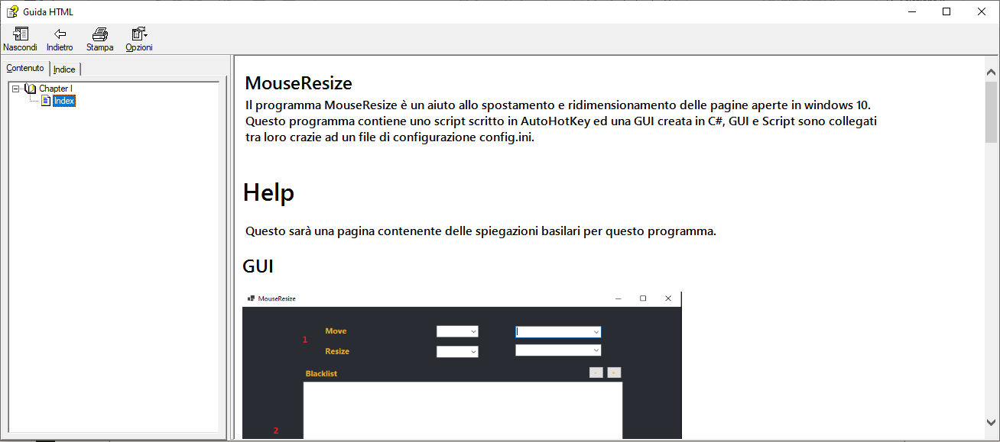 Guida HTML
Nascondi Indietro Stampa Opzioni
Contenuto Indice
Chapter I
Index
MouseResize
Il programma MouseResize è un aiuto allo spostamento e ridimensionamento delle pagine aperte in windows 10.
Questo programma contiene uno script scritto in AutoHotKey ed una GUI creata in C#, GUI e Script sono collegati
tra loro crazie ad un file di configurazione config.ini.
Help
Questo sarà una pagina contenente delle spiegazioni basilari per questo programma.
GUI
MouseResize
Move
1
Resize
Blacklist - +
2